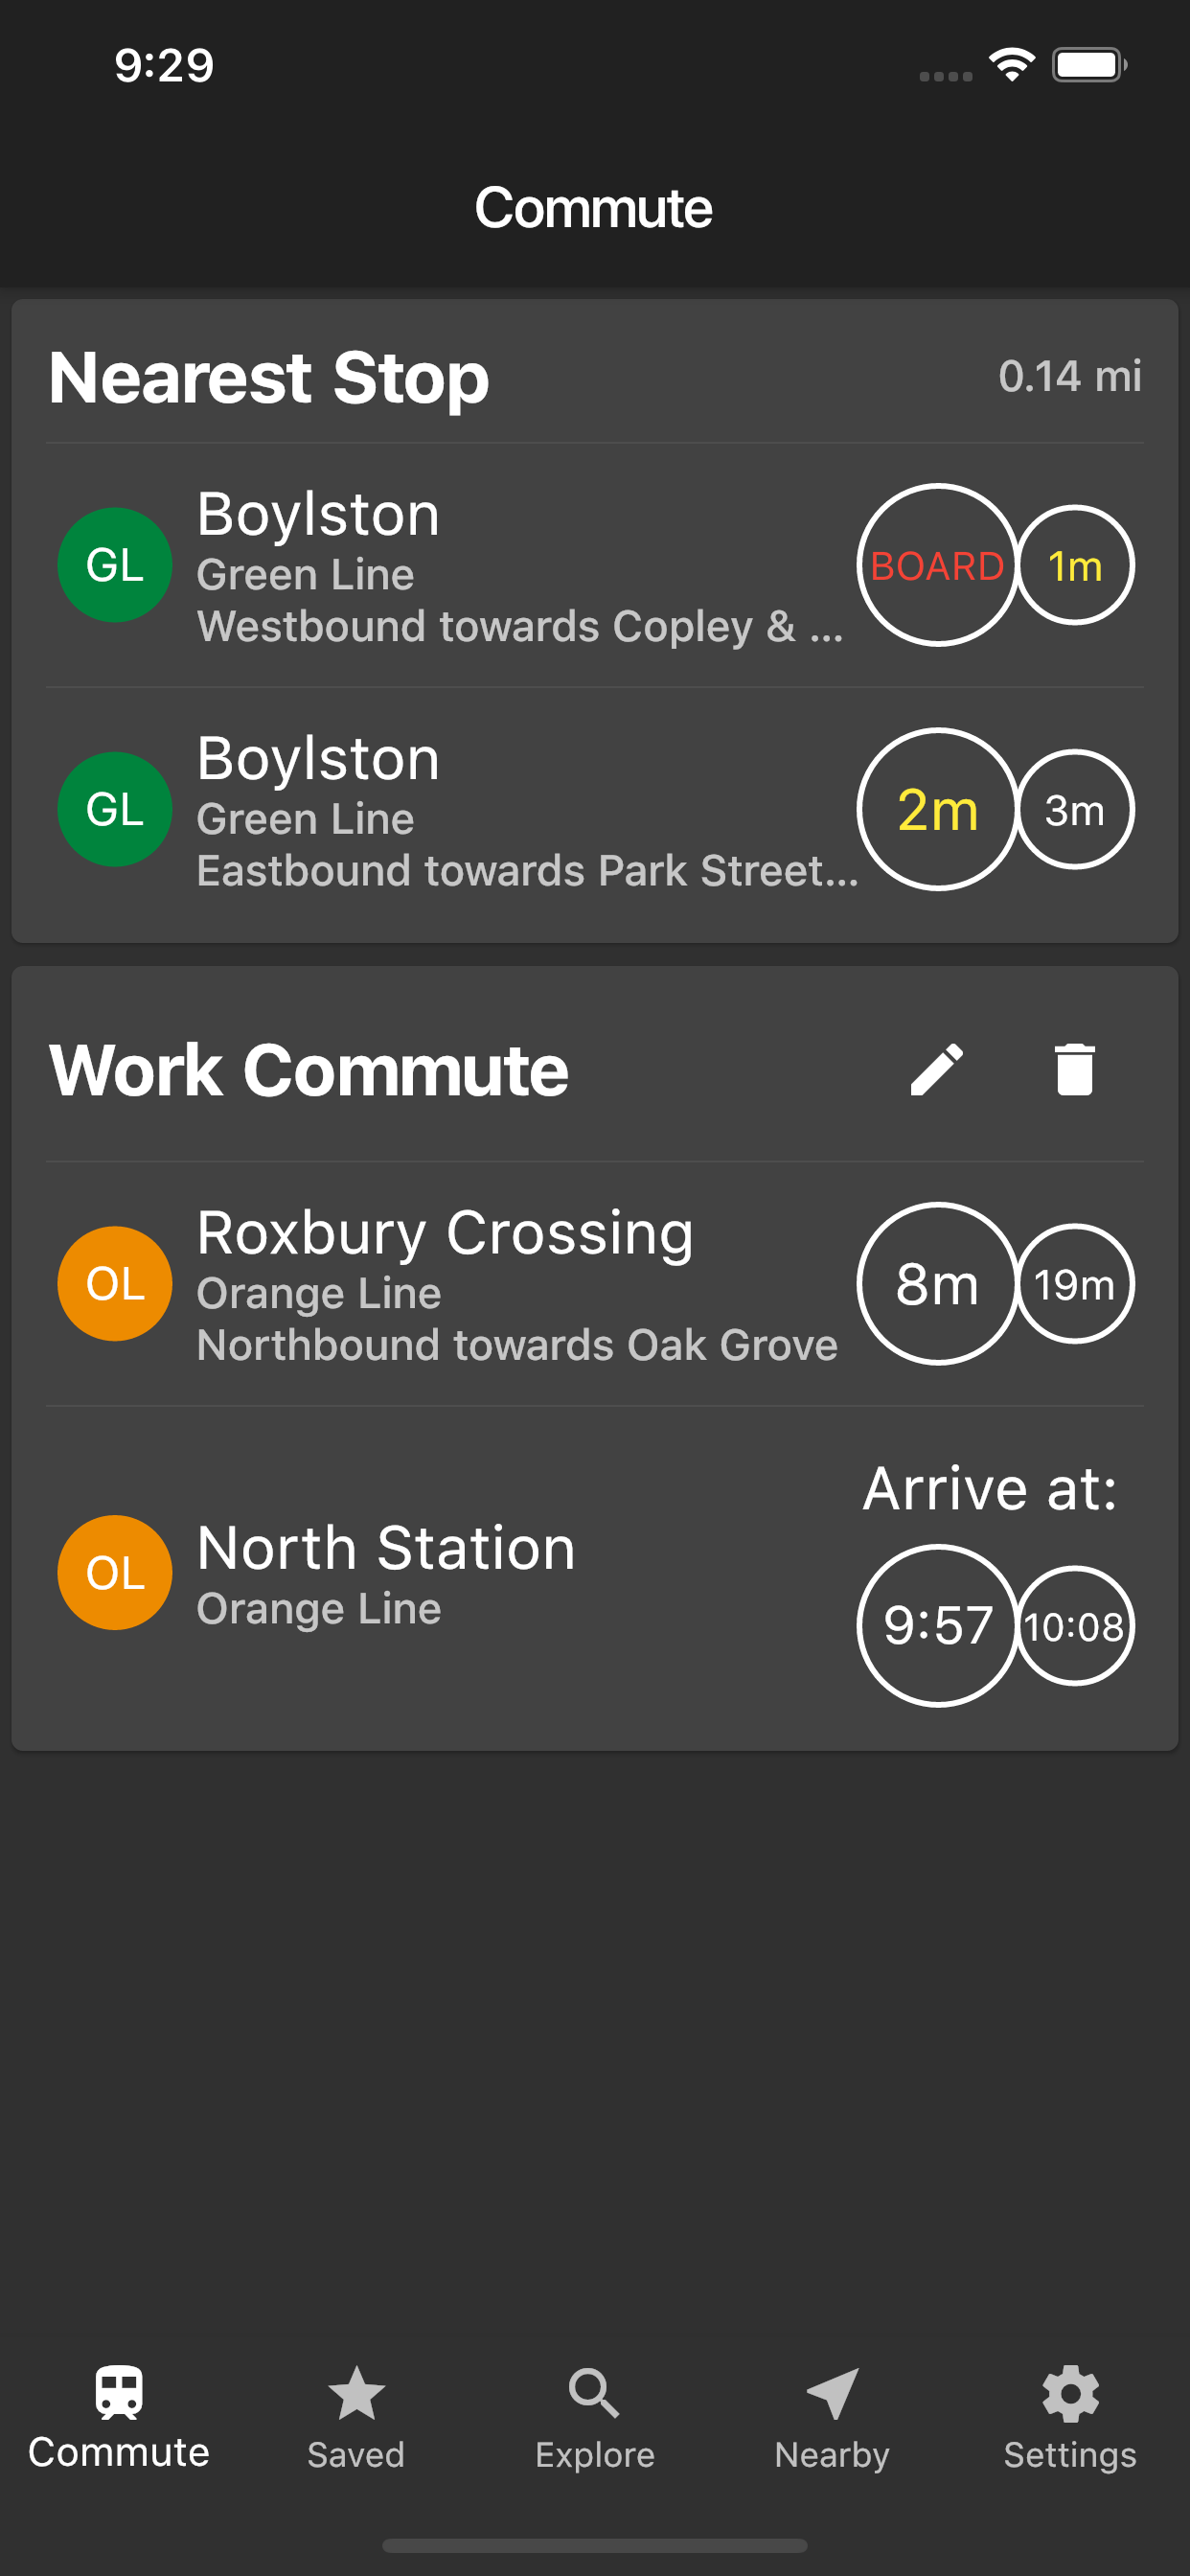 9:29
Commute
Nearest Stop
0.14 mi
GL
Boylston
Green Line
Westbound towards Copley & ...
BOARD
1m
GL
Boylston
Green Line
Eastbound towards Park Street...
2m
3m
Work Commute
OL
Roxbury Crossing
Orange Line
Northbound towards Oak Grove
8m
19m
OL
North Station
Orange Line
Arrive at:
9:57
10:08
Commute
Saved
Explore
Nearby
Settings